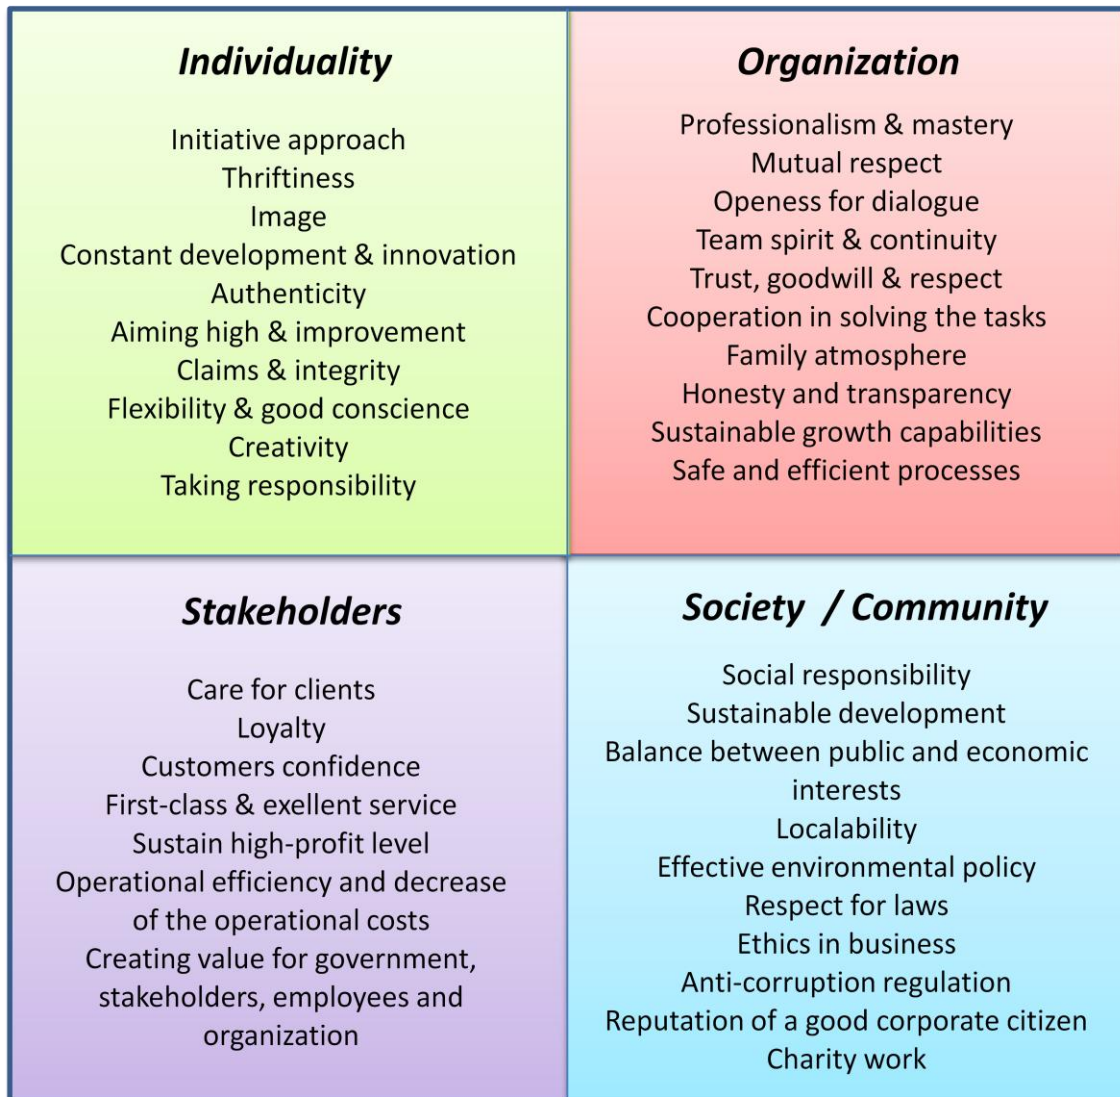 Individuality
Initiative approach
Thriftiness
Image
Constant development & innovation
Authenticity
Aiming high & improvement
Claims & integrity
Flexibility & good conscience
Creativity
Taking responsibility
Organization
Professionalism & mastery
Mutual respect
Openess for dialogue
Team spirit & continuity
Trust, goodwill & respect
Cooperation in solving the tasks
Family atmosphere
Honesty and transparency
Sustainable growth capabilities
Safe and efficient processes
Stakeholders
Care for clients
Loyalty
Customers confidence
First-class & exellent service
Sustain high-profit level
Operational efficiency and decrease
of the operational costs
Creating value for government,
stakeholders, employees and
organization
Society / Community
Social responsibility
Sustainable development
Balance between public and economic
interests
Localability
Effective environmental policy
Respect for laws
Ethics in business
Anti-corruption regulation
Reputation of a good corporate citizen
Charity work